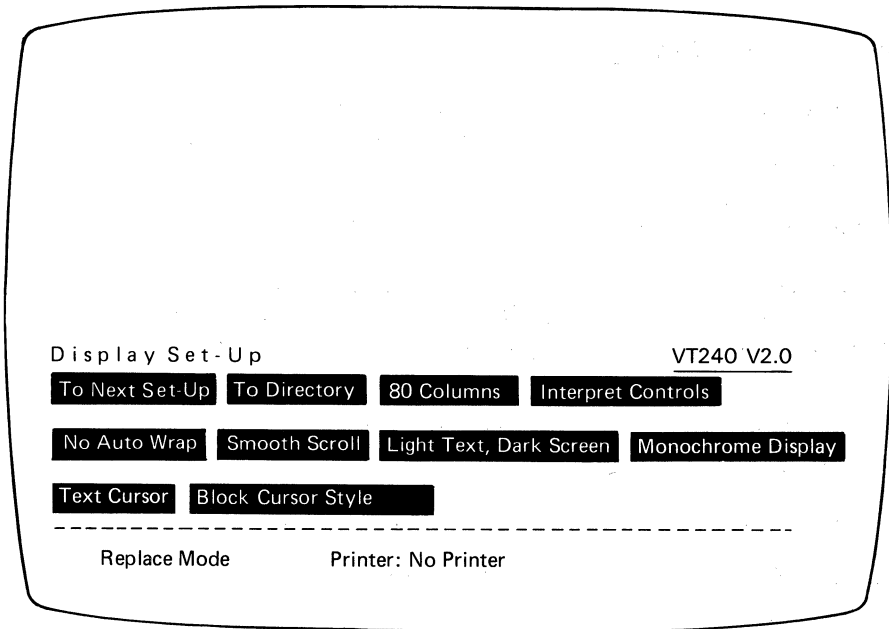 Display Set-Up VT240 V2.0
To Next Set-Up To Directory 80 Columns Interpret Controls
No Auto Wrap Smooth Scroll Light Text, Dark Screen Monochrome Display
Text Cursor Block Cursor Style
Replace Mode Printer: No Printer